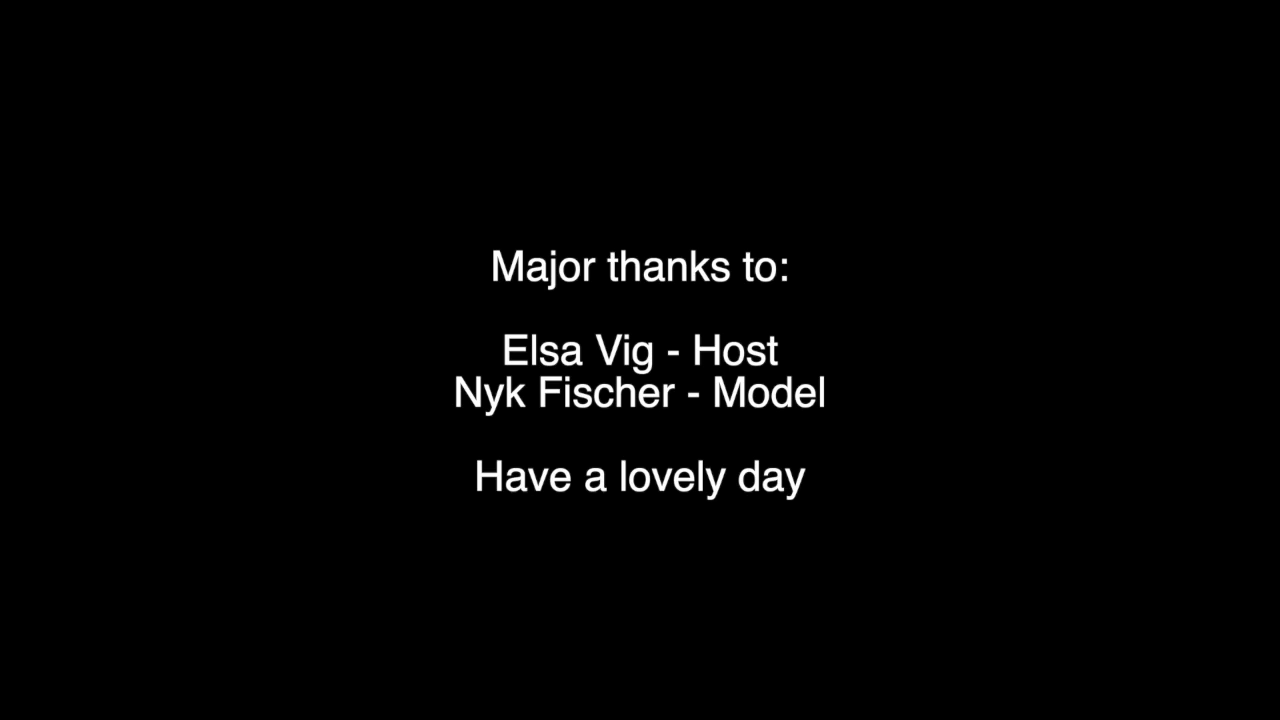 Major thanks to:
Elsa Vig - Host
Nyk Fischer - Model
Have a lovely day